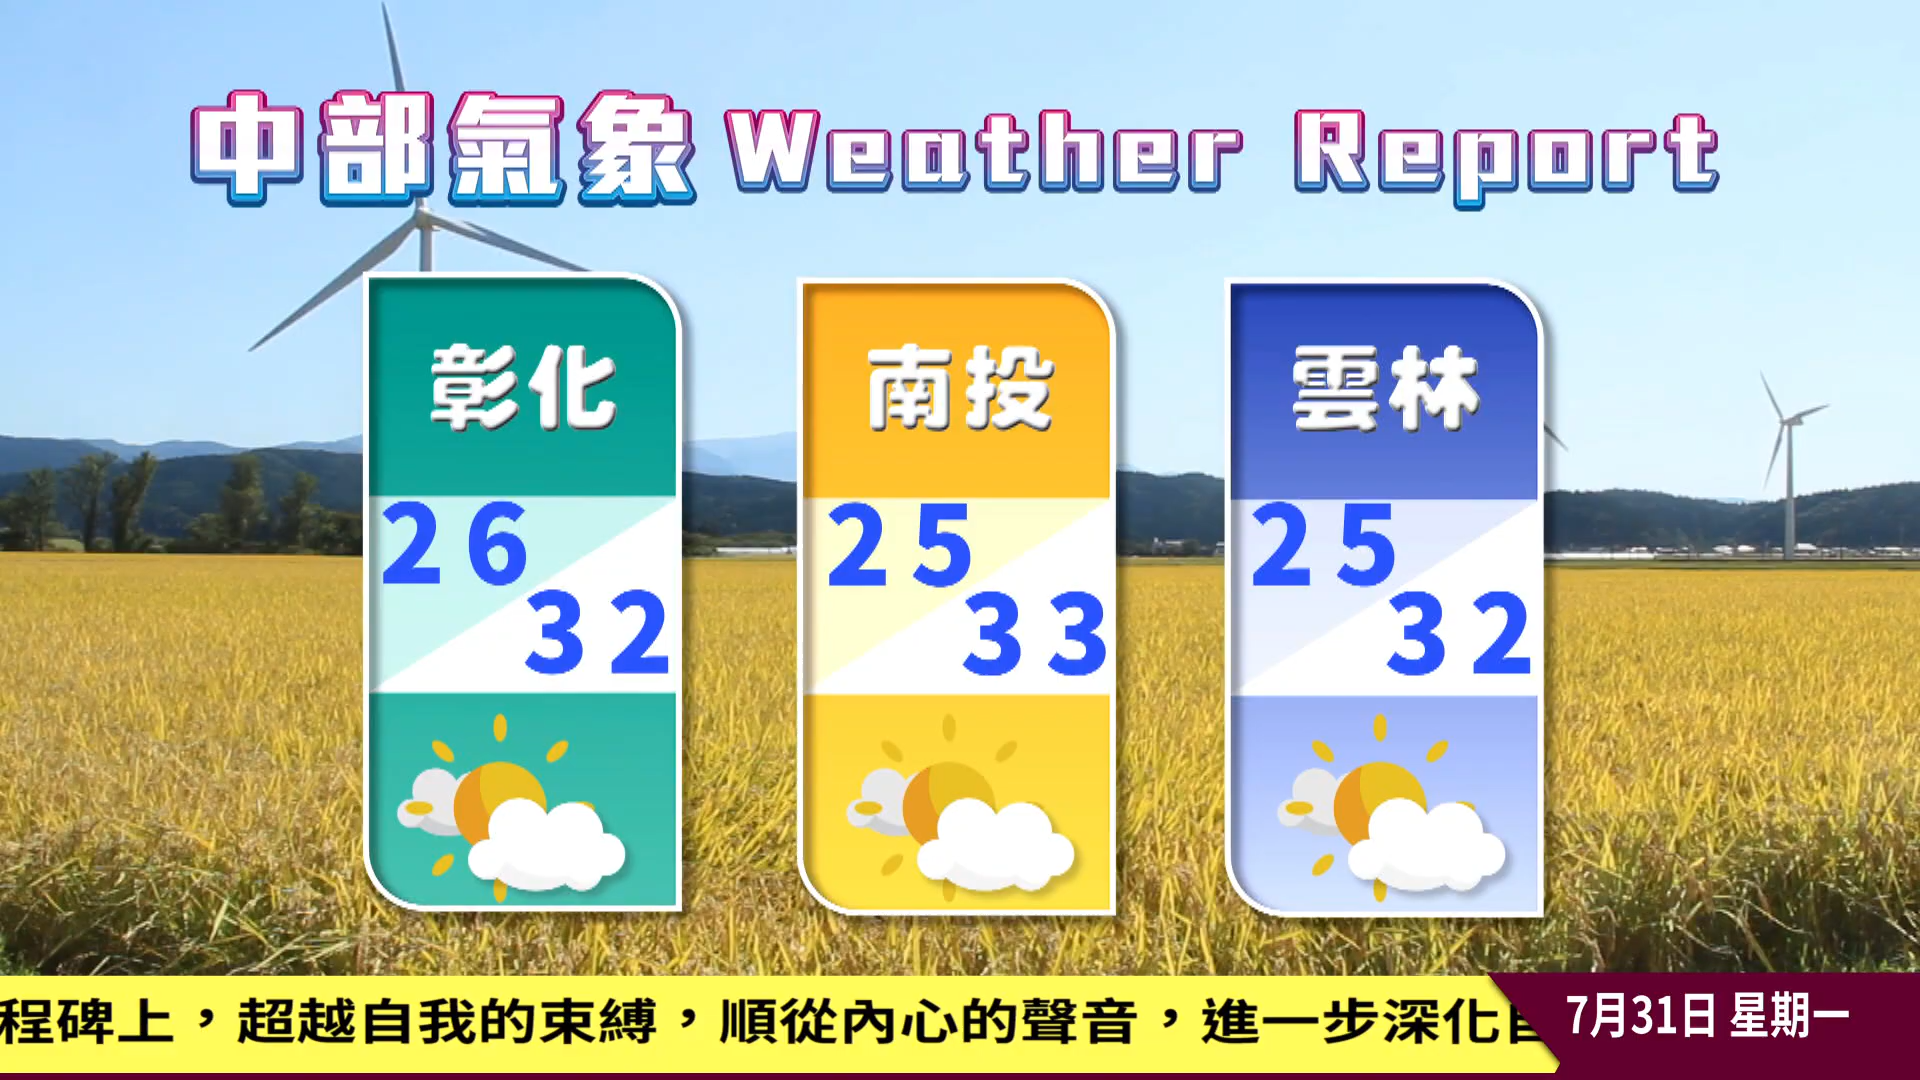 中部氣象 Weather Report
彰化
26
32
南投
25
33
雲林
25
32
程碑上，超越自我的束縛，順從內心的聲音，進一步深化
7月31日 星期一